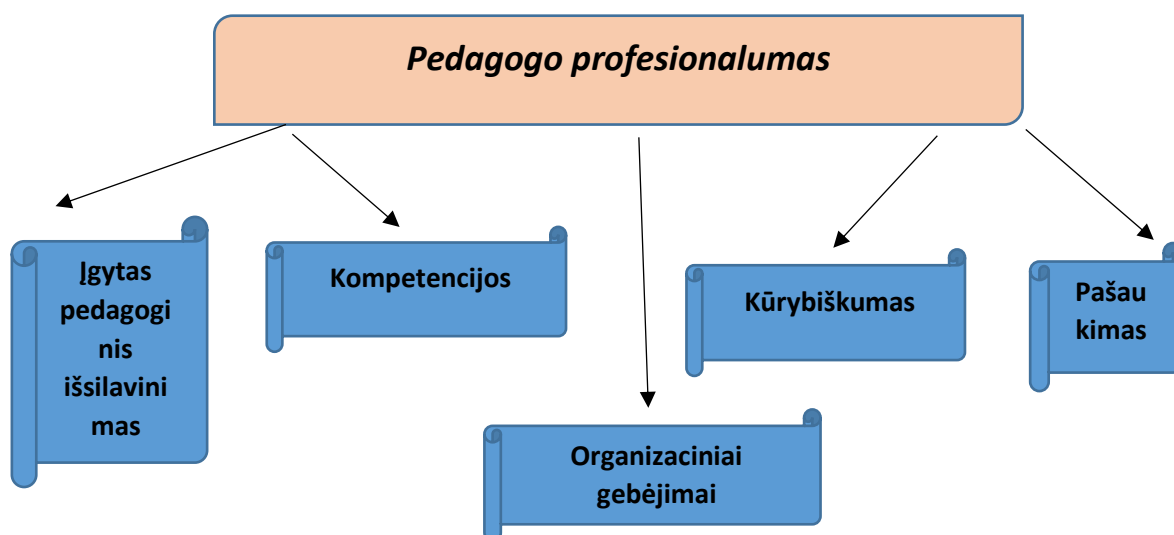 Pedagogo profesionalumas
Įgytas
pedagogi
nis
išsilavini
mas
Kompetencijos
Organizaciniai
gebėjimai
Kūrybiškumas
Pašau
kimas